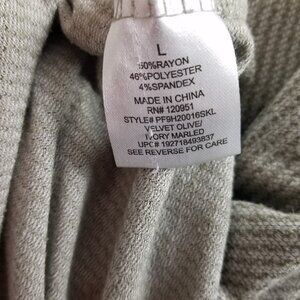 L
50%RAYON
46%POLYESTER
4%SPANDEX
MADE IN CHINA
RN# 120951
STYLE# PF9H20016SKL
VELVET OLIVE/
IVORY MARLED
UPC# 192718493837
SEE REVERSE FOR CARE